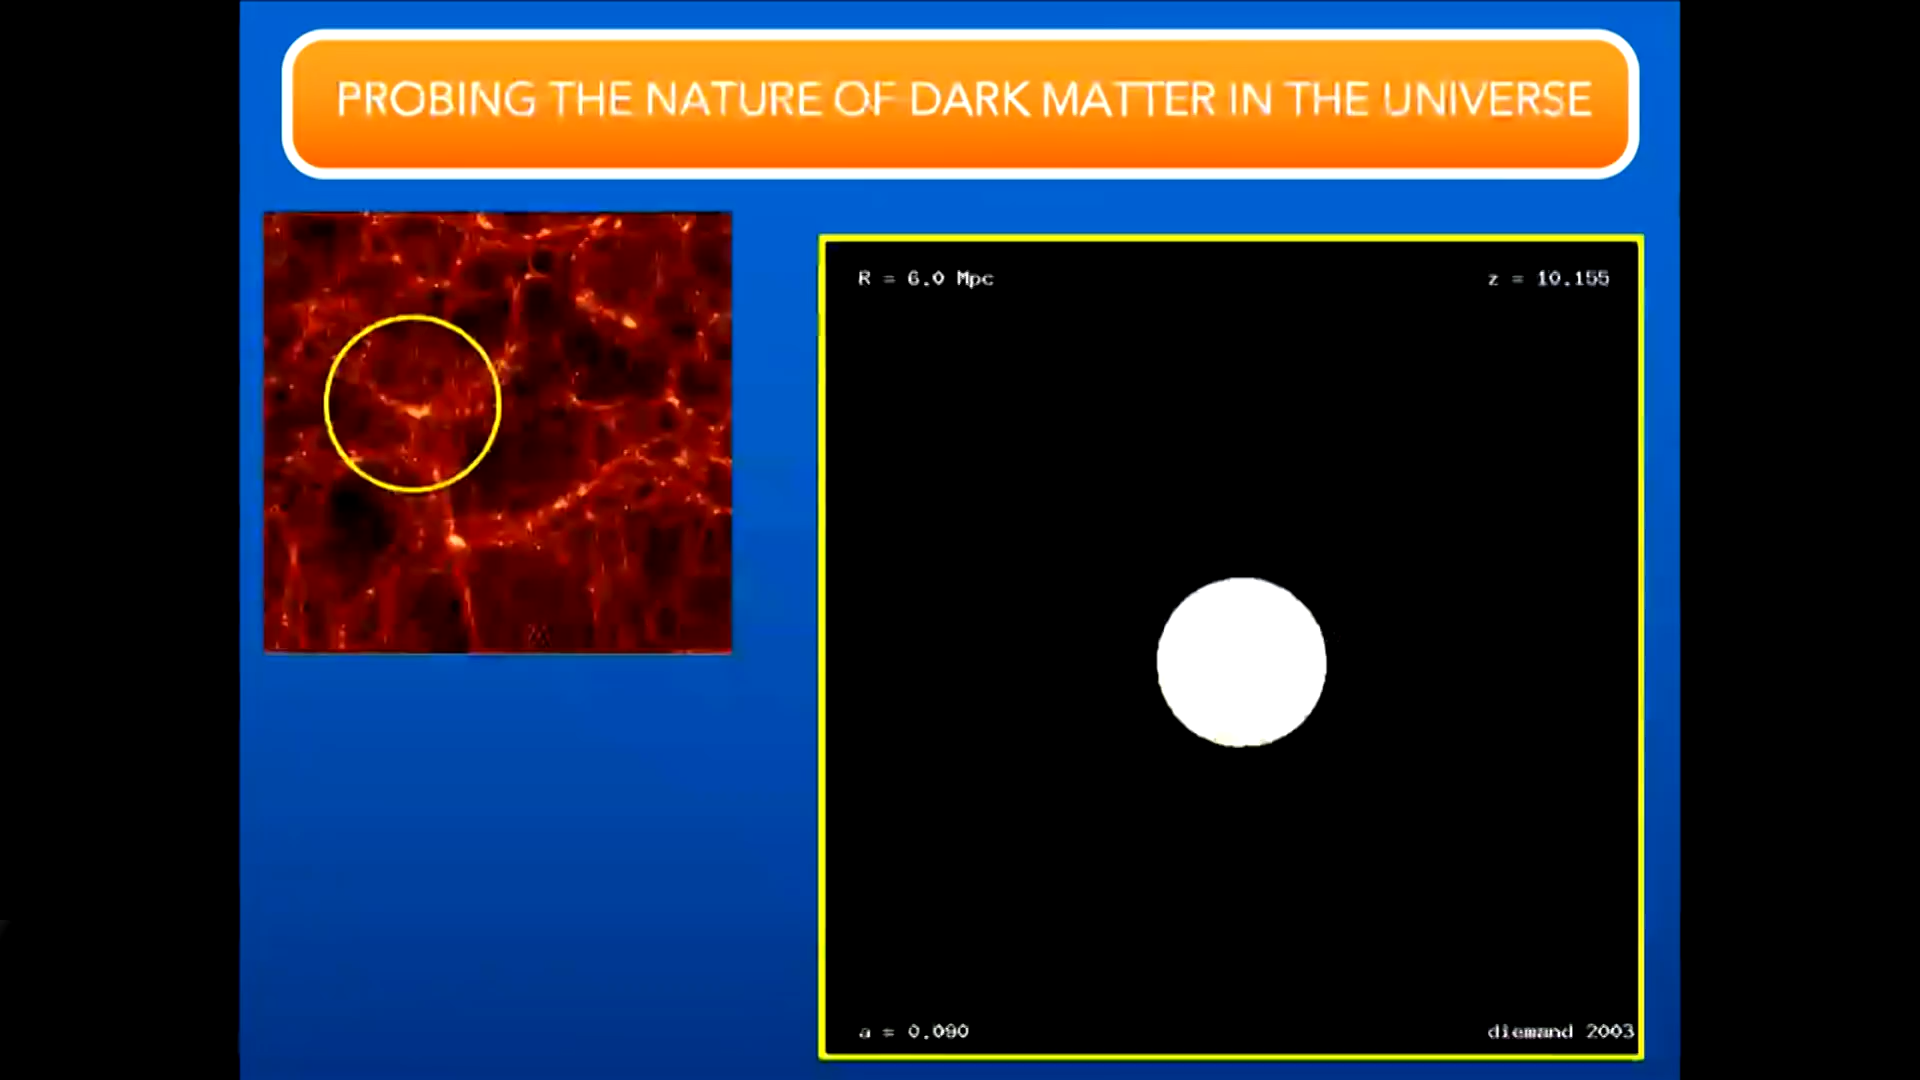 PROBING THE NATURE OF DARK MATTER IN THE UNIVERSE
R = 6.0 Mpc
z = 10.155
a = 0.090
diemand 2003